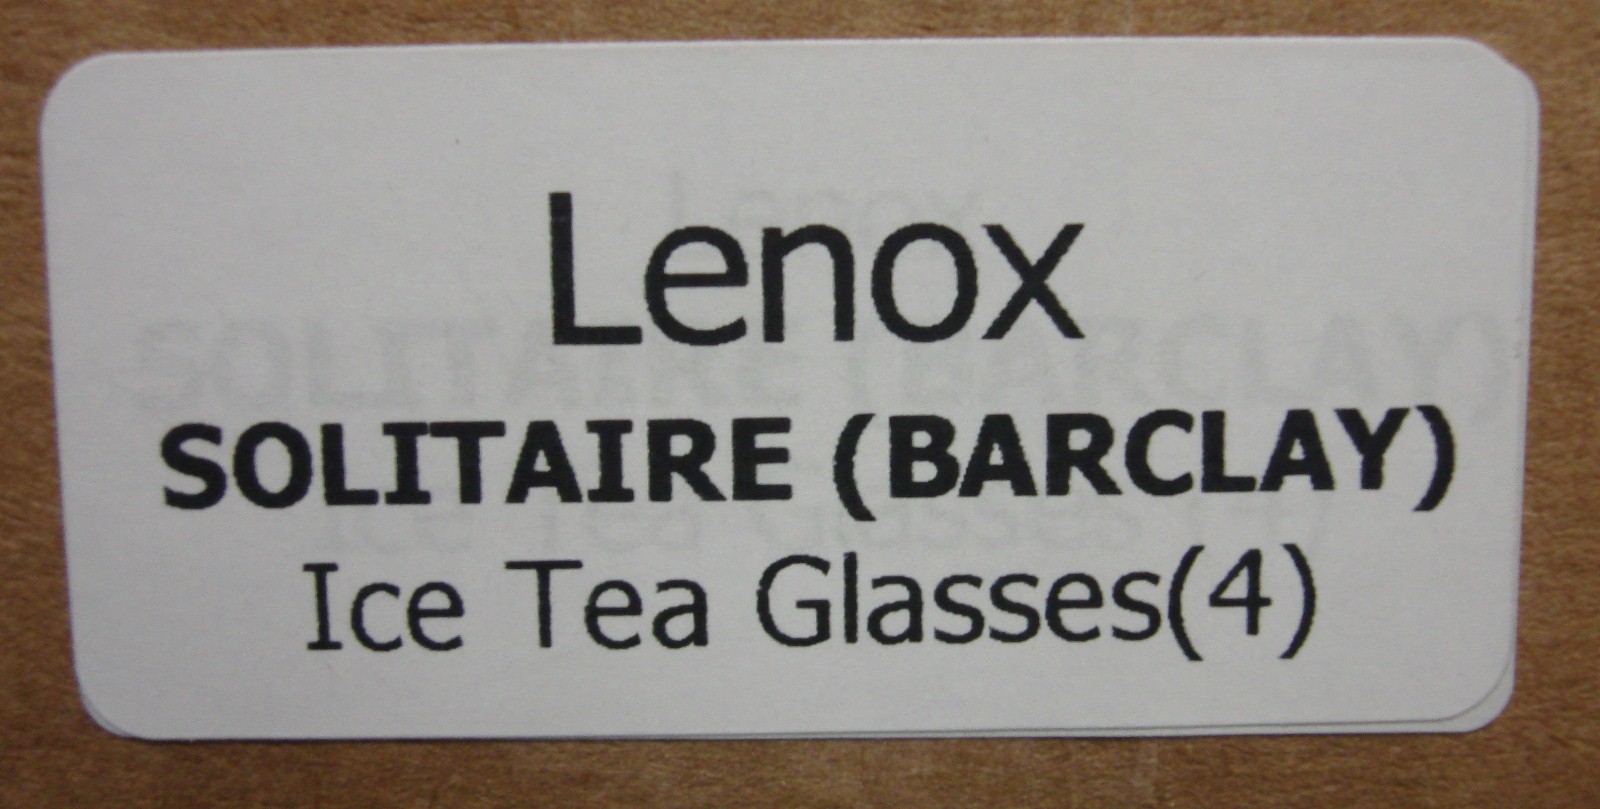 Lenox
SOLITAIRE (BARCLAY)
Ice Tea Glasses(4)